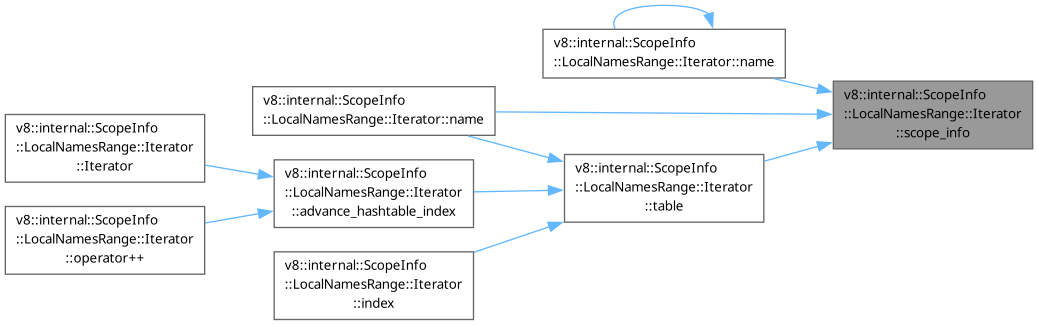 v8::internal::ScopeInfo
::LocalNamesRange::Iterator::name
v8::internal::ScopeInfo
::LocalNamesRange::Iterator
::scope_info
v8::internal::ScopeInfo
::LocalNamesRange::Iterator::name
v8::internal::ScopeInfo
::LocalNamesRange::Iterator
::Iterator
v8::internal::ScopeInfo
::LocalNamesRange::Iterator
::advance_hashtable_index
v8::internal::ScopeInfo
::LocalNamesRange::Iterator
::table
v8::internal::ScopeInfo
::LocalNamesRange::Iterator
::operator++
v8::internal::ScopeInfo
::LocalNamesRange::Iterator
::index